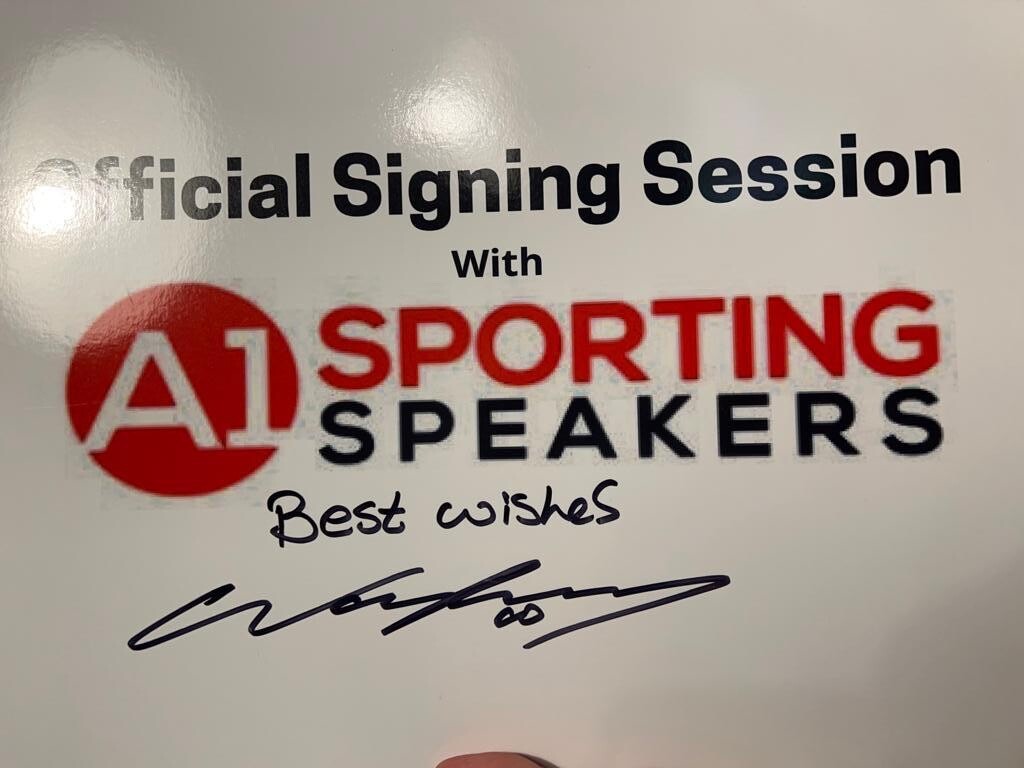 Official Signing Session
With
A1 SPORTING
SPEAKERS
Best wishes